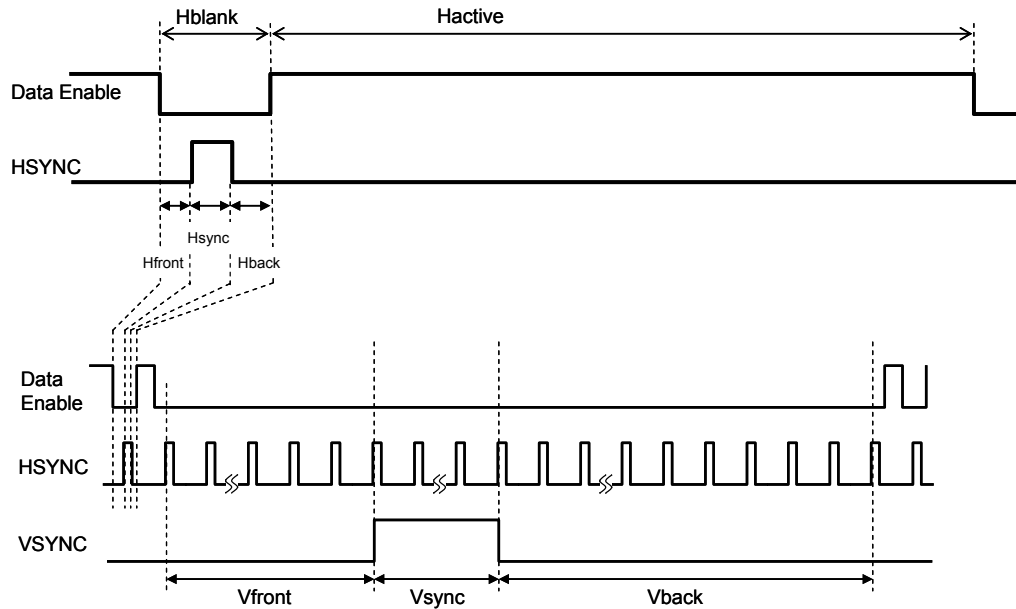 Hblank
Hactive
Data Enable
HSYNC
Hsync
Hfront
Hback
Data
Enable
HSYNC
VSYNC
Vfront
Vsync
Vback